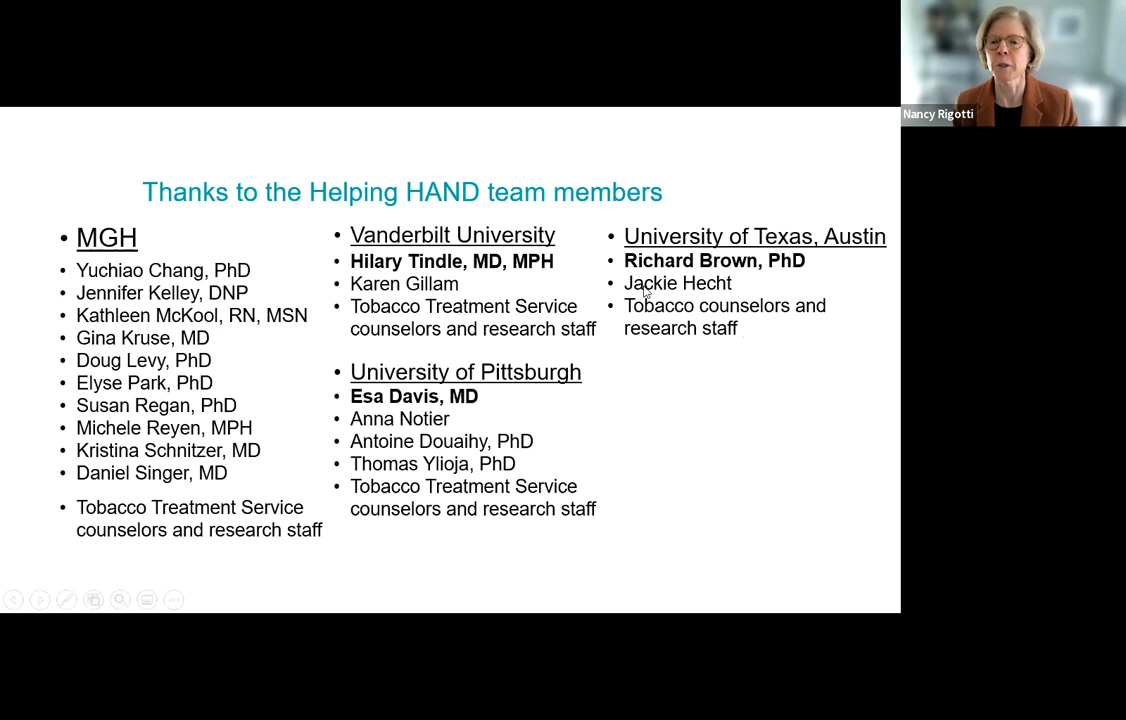 Nancy Rigotti
Thanks to the Helping HAND team members
• MGH
• Yuchiao Chang, PhD
• Jennifer Kelley, DNP
• Kathleen McKool, RN, MSN
• Gina Kruse, MD
• Doug Levy, PhD
• Elyse Park, PhD
• Susan Regan, PhD
• Michele Reyen, MPH
• Kristina Schnitzer, MD
• Daniel Singer, MD
• Tobacco Treatment Service
counselors and research staff
• Vanderbilt University
• Hilary Tindle, MD, MPH
• Karen Gillam
• Tobacco Treatment Service
counselors and research staff
• University of Pittsburgh
• Esa Davis, MD
• Anna Notier
• Antoine Douaihy, PhD
• Thomas Ylioja, PhD
• Tobacco Treatment Service
counselors and research staff
• University of Texas, Austin
• Richard Brown, PhD
• Jackie Hecht
• Tobacco counselors and
research staff